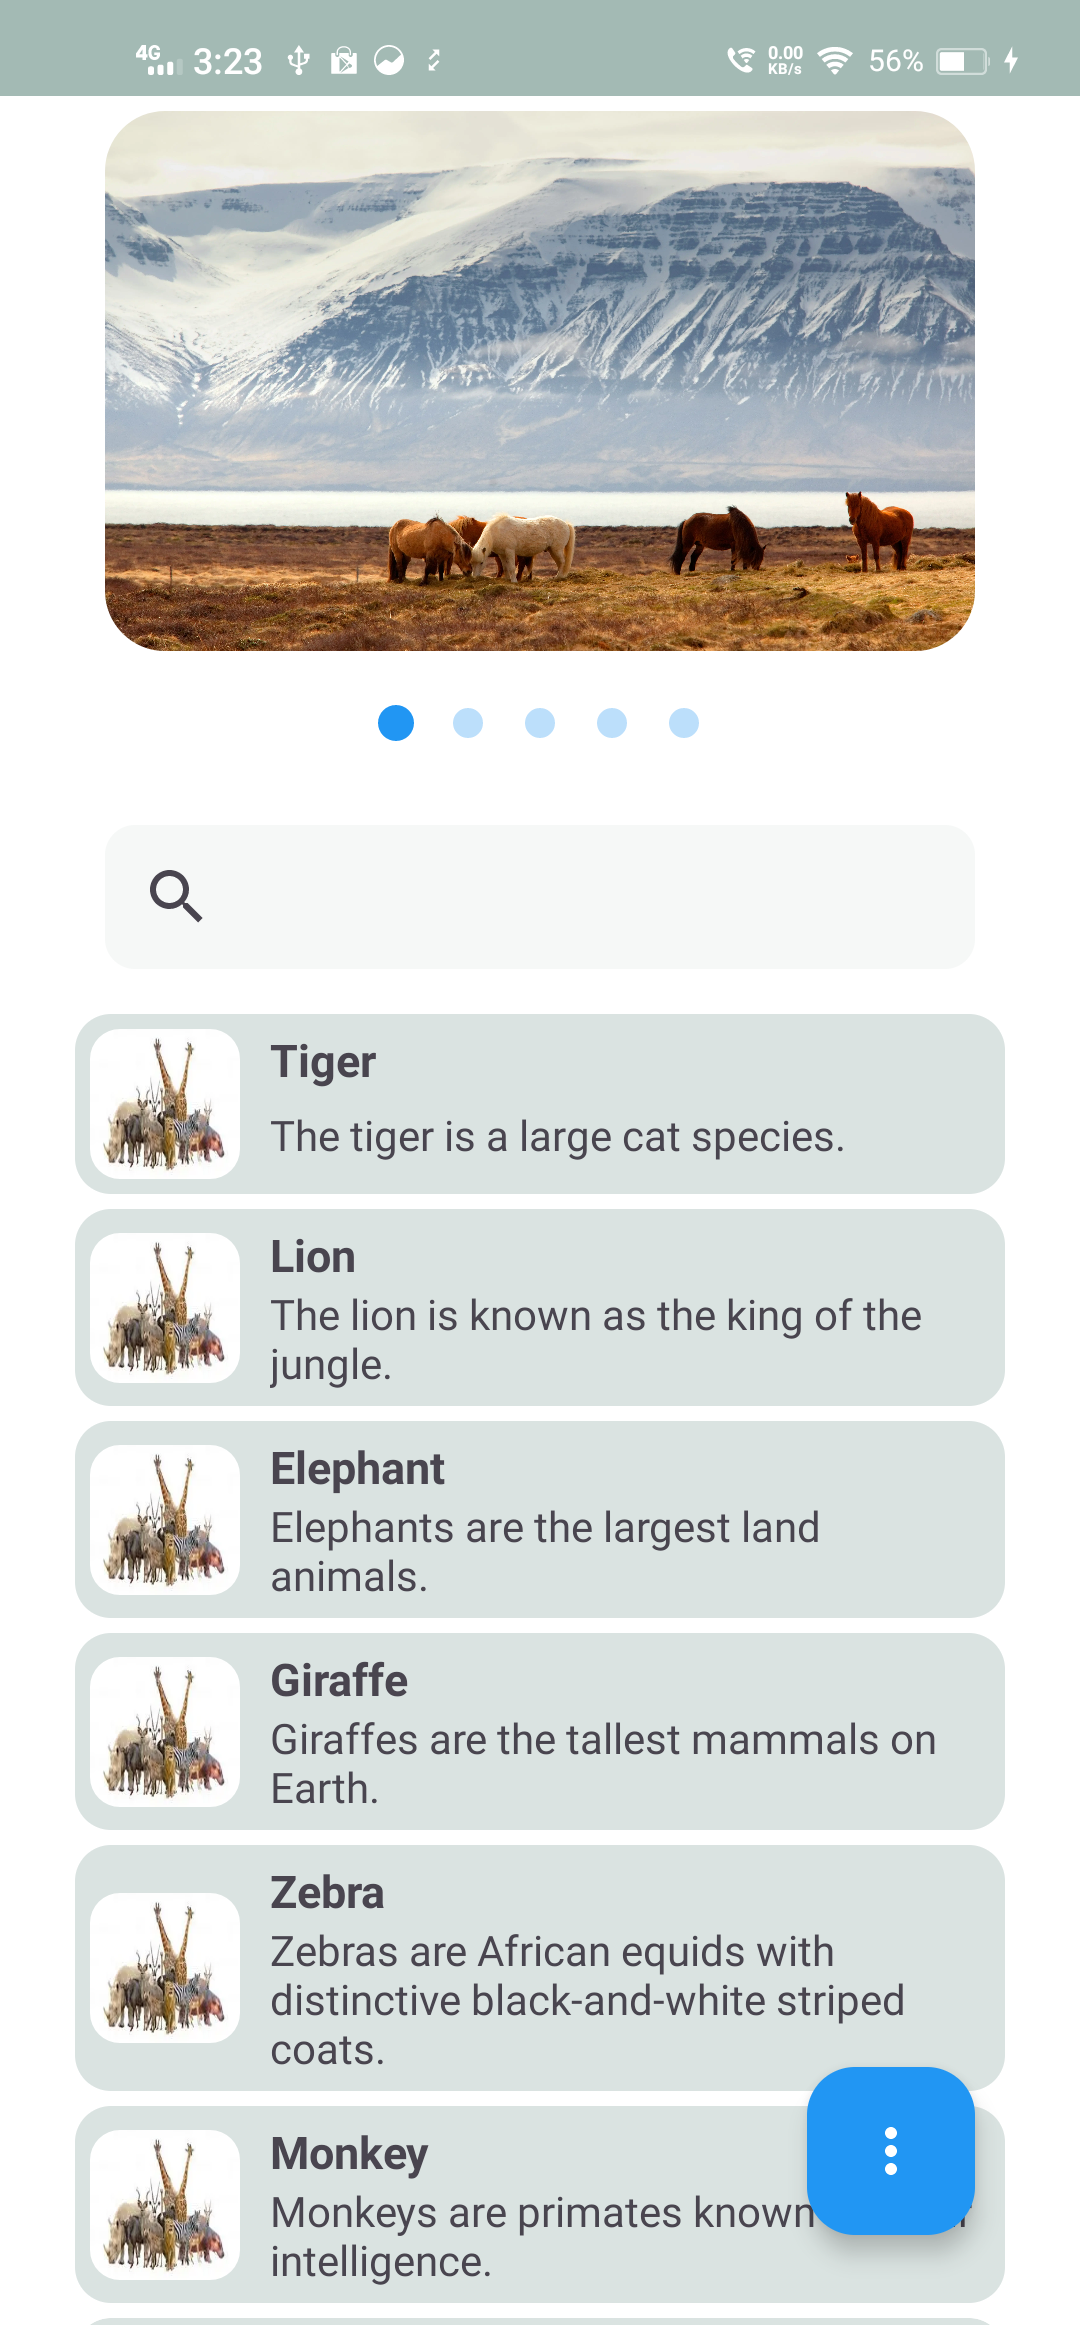 4G 3:23 0.00 KB/s 56%
Tiger
The tiger is a large cat species.
Lion
The lion is known as the king of the
jungle.
Elephant
Elephants are the largest land
animals.
Giraffe
Giraffes are the tallest mammals on
Earth.
Zebra
Zebras are African equids with
distinctive black-and-white striped
coats.
Monkey
Monkeys are primates known
intelligence.